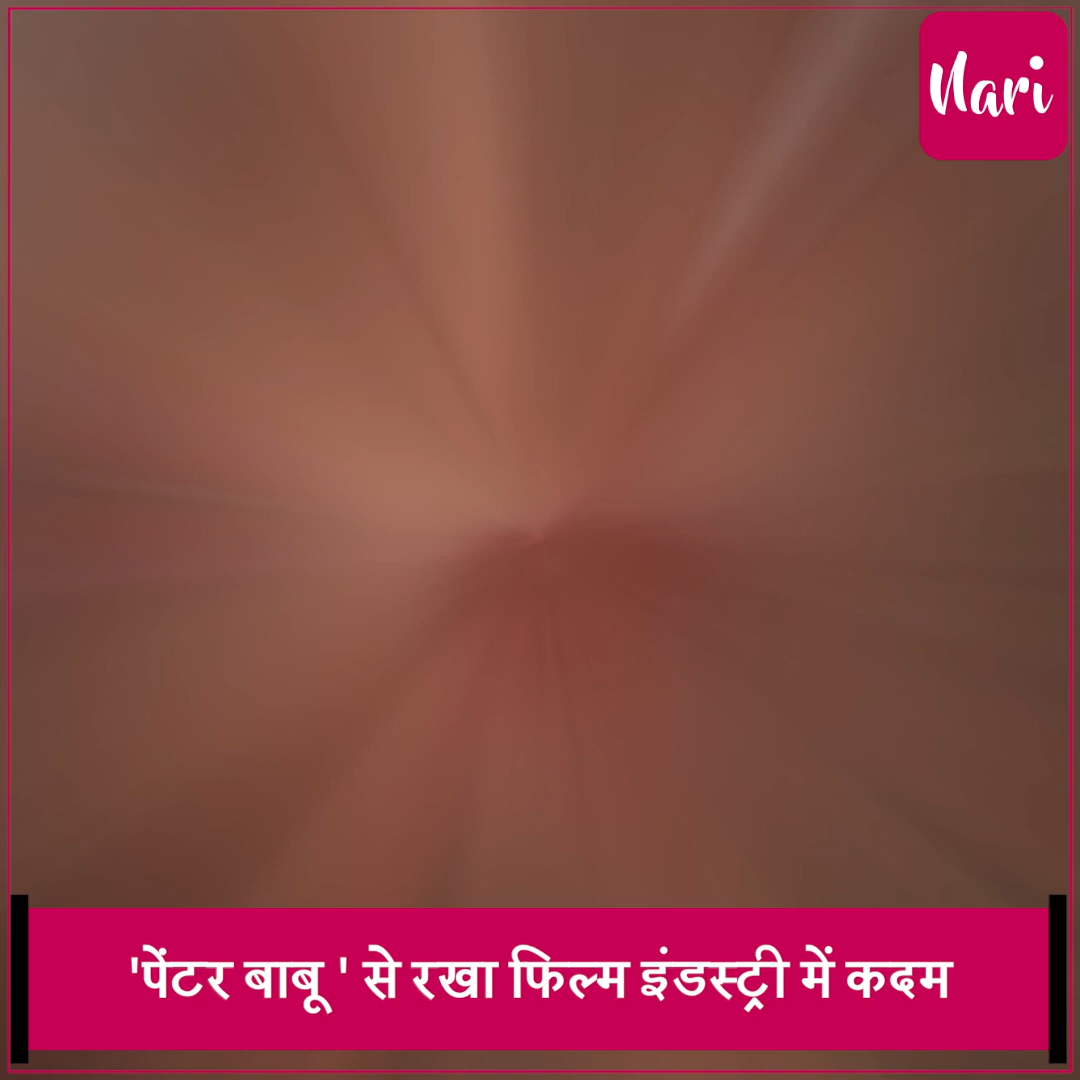 Nari
'पेंटर बाबू ' से रखा फिल्म इंडस्ट्री में कदम